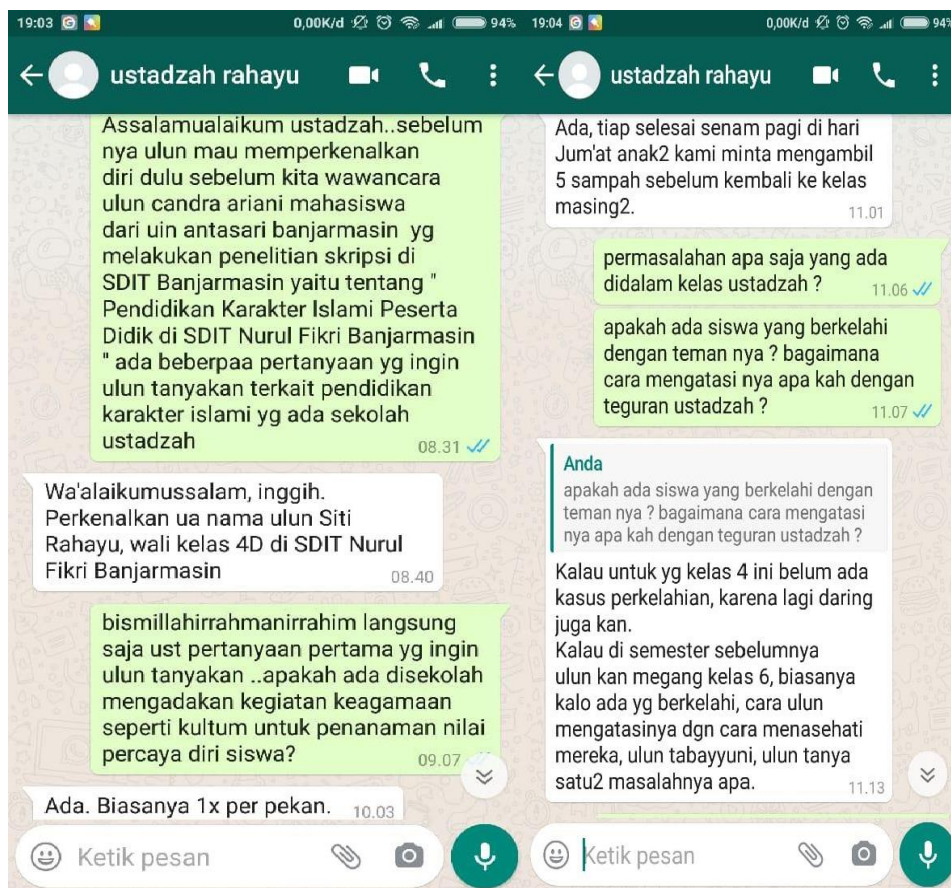 19:03
0,00K/d
94%
ustadzah rahayu
Assalamualaikum ustadzah..sebelum
nya ulun mau memperkenalkan
diri dulu sebelum kita wawancara
ulun candra ariani mahasiswa
dari uin antasari banjarmasin yg
melakukan penelitian skripsi di
SDIT Banjarmasin yaitu tentang "
Pendidikan Karakter Islami Peserta
Didik di SDIT Nurul Fikri Banjarmasin
" ada beberpaa pertanyaan yg ingin
ulun tanyakan terkait pendidikan
karakter islami yg ada sekolah
ustadzah
08.31
Wa'alaikumussalam, inggih.
Perkenalkan ua nama ulun Siti
Rahayu, wali kelas 4D di SDIT Nurul
Fikri Banjarmasin
08.40
bismillahirrahmanirrahim langsung
saja ust pertanyaan pertama yg ingin
ulun tanyakan ..apakah ada disekolah
mengadakan kegiatan keagamaan
seperti kultum untuk penanaman nilai
percaya diri siswa?
09.07
Ada. Biasanya 1x per pekan.
10.03
Ketik pesan
19:04
0,00K/d
94%
ustadzah rahayu
Ada, tiap selesai senam pagi di hari
Jum'at anak2 kami minta mengambil
5 sampah sebelum kembali ke kelas
masing2.
11.01
permasalahan apa saja yang ada
didalam kelas ustadzah ?
11.06
apakah ada siswa yang berkelahi
dengan teman nya ? bagaimana
cara mengatasi nya apa kah dengan
teguran ustadzah ?
11.07
Anda
apakah ada siswa yang berkelahi dengan
teman nya ? bagaimana cara mengatasi
nya apa kah dengan teguran ustadzah ?
Kalau untuk yg kelas 4 ini belum ada
kasus perkelahian, karena lagi daring
juga kan.
Kalau di semester sebelumnya
ulun kan megang kelas 6, biasanya
kalo ada yg berkelahi, cara ulun
mengatasinya dgn cara menasehati
mereka, ulun tabayyuni, ulun tanya
satu2 masalahnya apa.
11.13
Ketik pesan